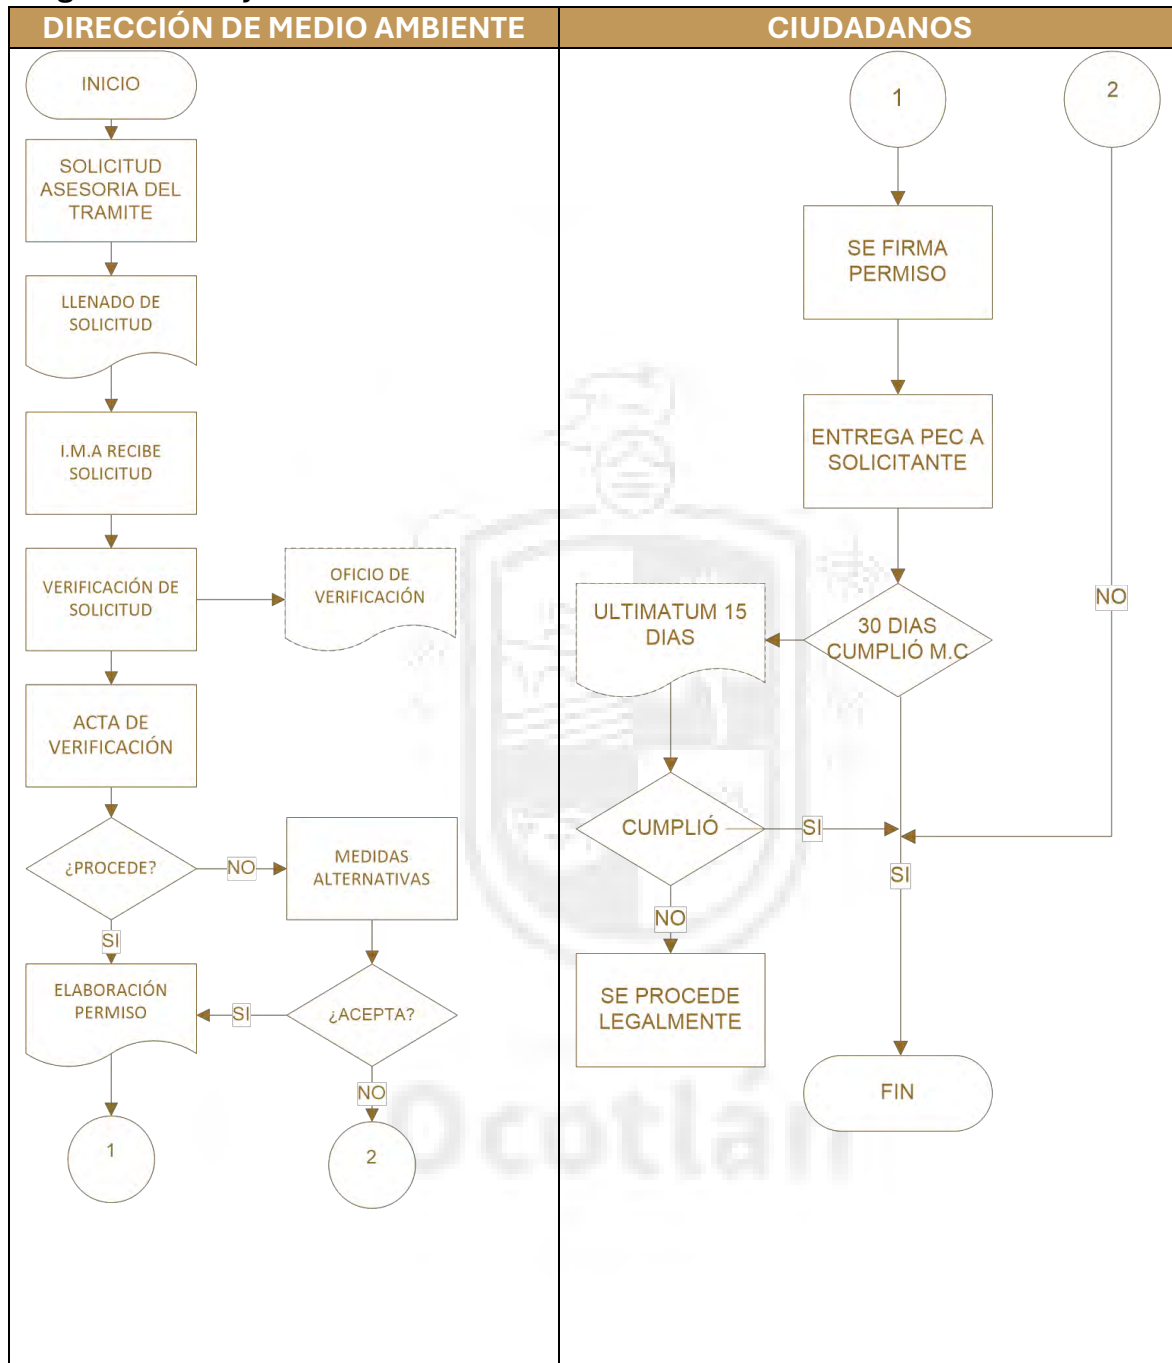 DIRECCIÓN DE MEDIO AMBIENTE
CIUDADANOS
INICIO
SOLICITUD
ASESORIA DEL
TRAMITE
LLENADO DE
SOLICITUD
I.M.A RECIBE
SOLICITUD
VERIFICACIÓN DE
SOLICITUD
OFICIO DE
VERIFICACIÓN
ACTA DE
VERIFICACIÓN
¿PROCEDE?
NO
MEDIDAS
ALTERNATIVAS
SI
ELABORACIÓN
PERMISO
SI
¿ACEPTA?
NO
1
2
1
2
SE FIRMA
PERMISO
ENTREGA PEC A
SOLICITANTE
NO
30 DIAS
CUMPLIÓ M.C
ULTIMATUM 15
DIAS
CUMPLIÓ
SI
SI
NO
SE PROCEDE
LEGALMENTE
FIN
Ocotlán